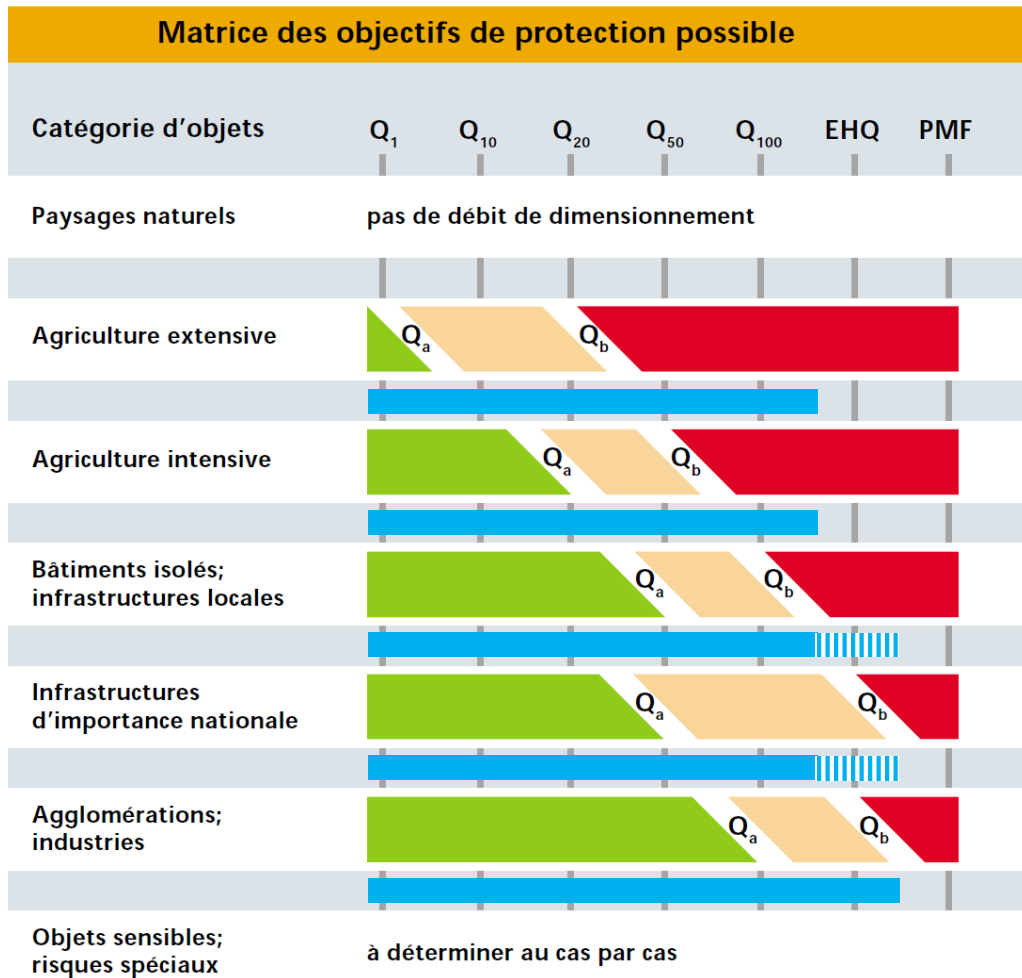 Matrice des objectifs de protection possible
Catégorie d'objets Q₁ Q₁₀ Q₂₀ Q₅₀ Q₁₀₀ EHQ PMF
Paysages naturels pas de débit de dimensionnement
Agriculture extensive Qa Qb
Agriculture intensive Qa Qb
Bâtiments isolés;
infrastructures locales Qa Qb
Infrastructures
d'importance nationale Qa Qb
Agglomérations;
industries Qa Qb
Objets sensibles;
risques spéciaux à déterminer au cas par cas